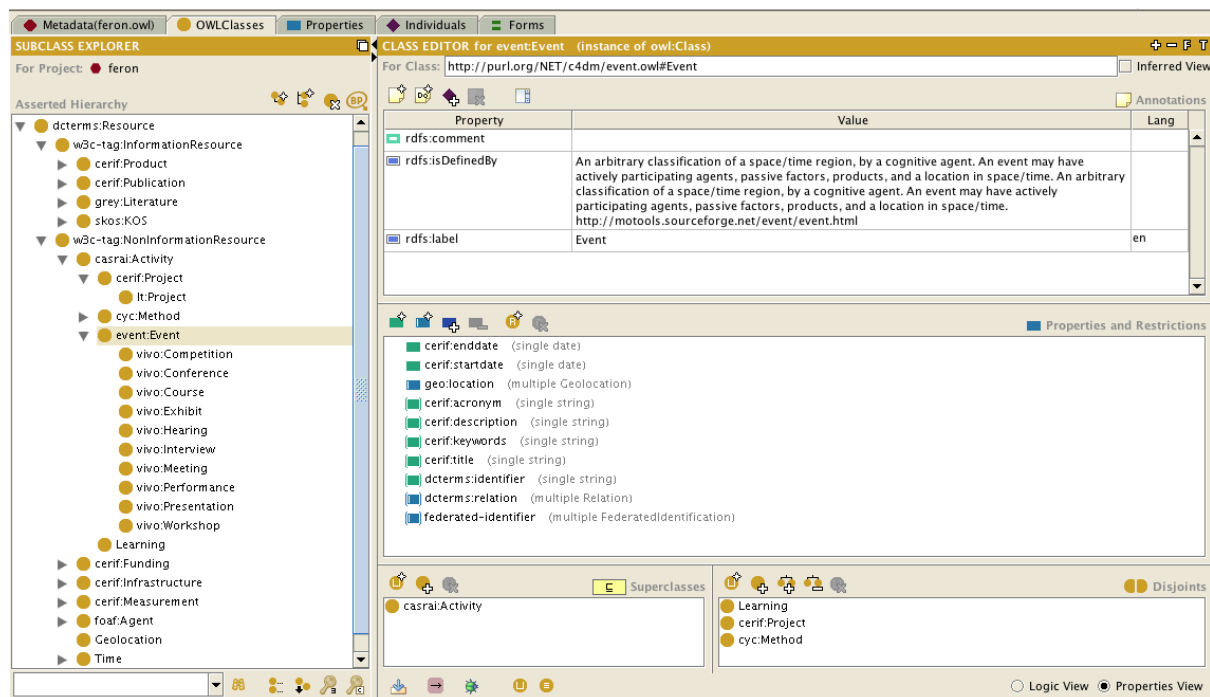 Metadata(feron.owl) OWLClasses Properties Individuals Forms
SUBCLASS EXPLORER
For Project: feron
Asserted Hierarchy
dcterms:Resource
w3c-tag:InformationResource
cerif:Product
cerif:Publication
grey:Literature
skos:KOS
w3c-tag:NonInformationResource
casrai:Activity
cerif:Project
lt:Project
cyc:Method
event:Event
vivo:Competition
vivo:Conference
vivo:Course
vivo:Exhibit
vivo:Hearing
vivo:Interview
vivo:Meeting
vivo:Performance
vivo:Presentation
vivo:Workshop
Learning
cerif:Funding
cerif:Infrastructure
cerif:Measurement
foaf:Agent
Geolocation
Time
CLASS EDITOR for event:Event (instance of owl:Class) F T
For Class: http://purl.org/NET/c4dm/event.owl#Event Inferred View
Annotations
Property Value Lang
rdfs:comment
rdfs:isDefinedBy An arbitrary classification of a space/time region, by a cognitive agent. An event may have
actively participating agents, passive factors, products, and a location in space/time. An arbitrary
classification of a space/time region, by a cognitive agent. An event may have actively
participating agents, passive factors, products, and a location in space/time.
http://motools.sourceforge.net/event/event.html
rdfs:label Event en
Properties and Restrictions
cerif:enddate (single date)
cerif:startdate (single date)
geo:location (multiple Geolocation)
cerif:acronym (single string)
cerif:description (single string)
cerif:keywords (single string)
cerif:title (single string)
dcterms:identifier (single string)
dcterms:relation (multiple Relation)
federated-identifier (multiple FederatedIdentification)
Superclasses
casrai:Activity
Disjoints
Learning
cerif:Project
cyc:Method
Logic View Properties View